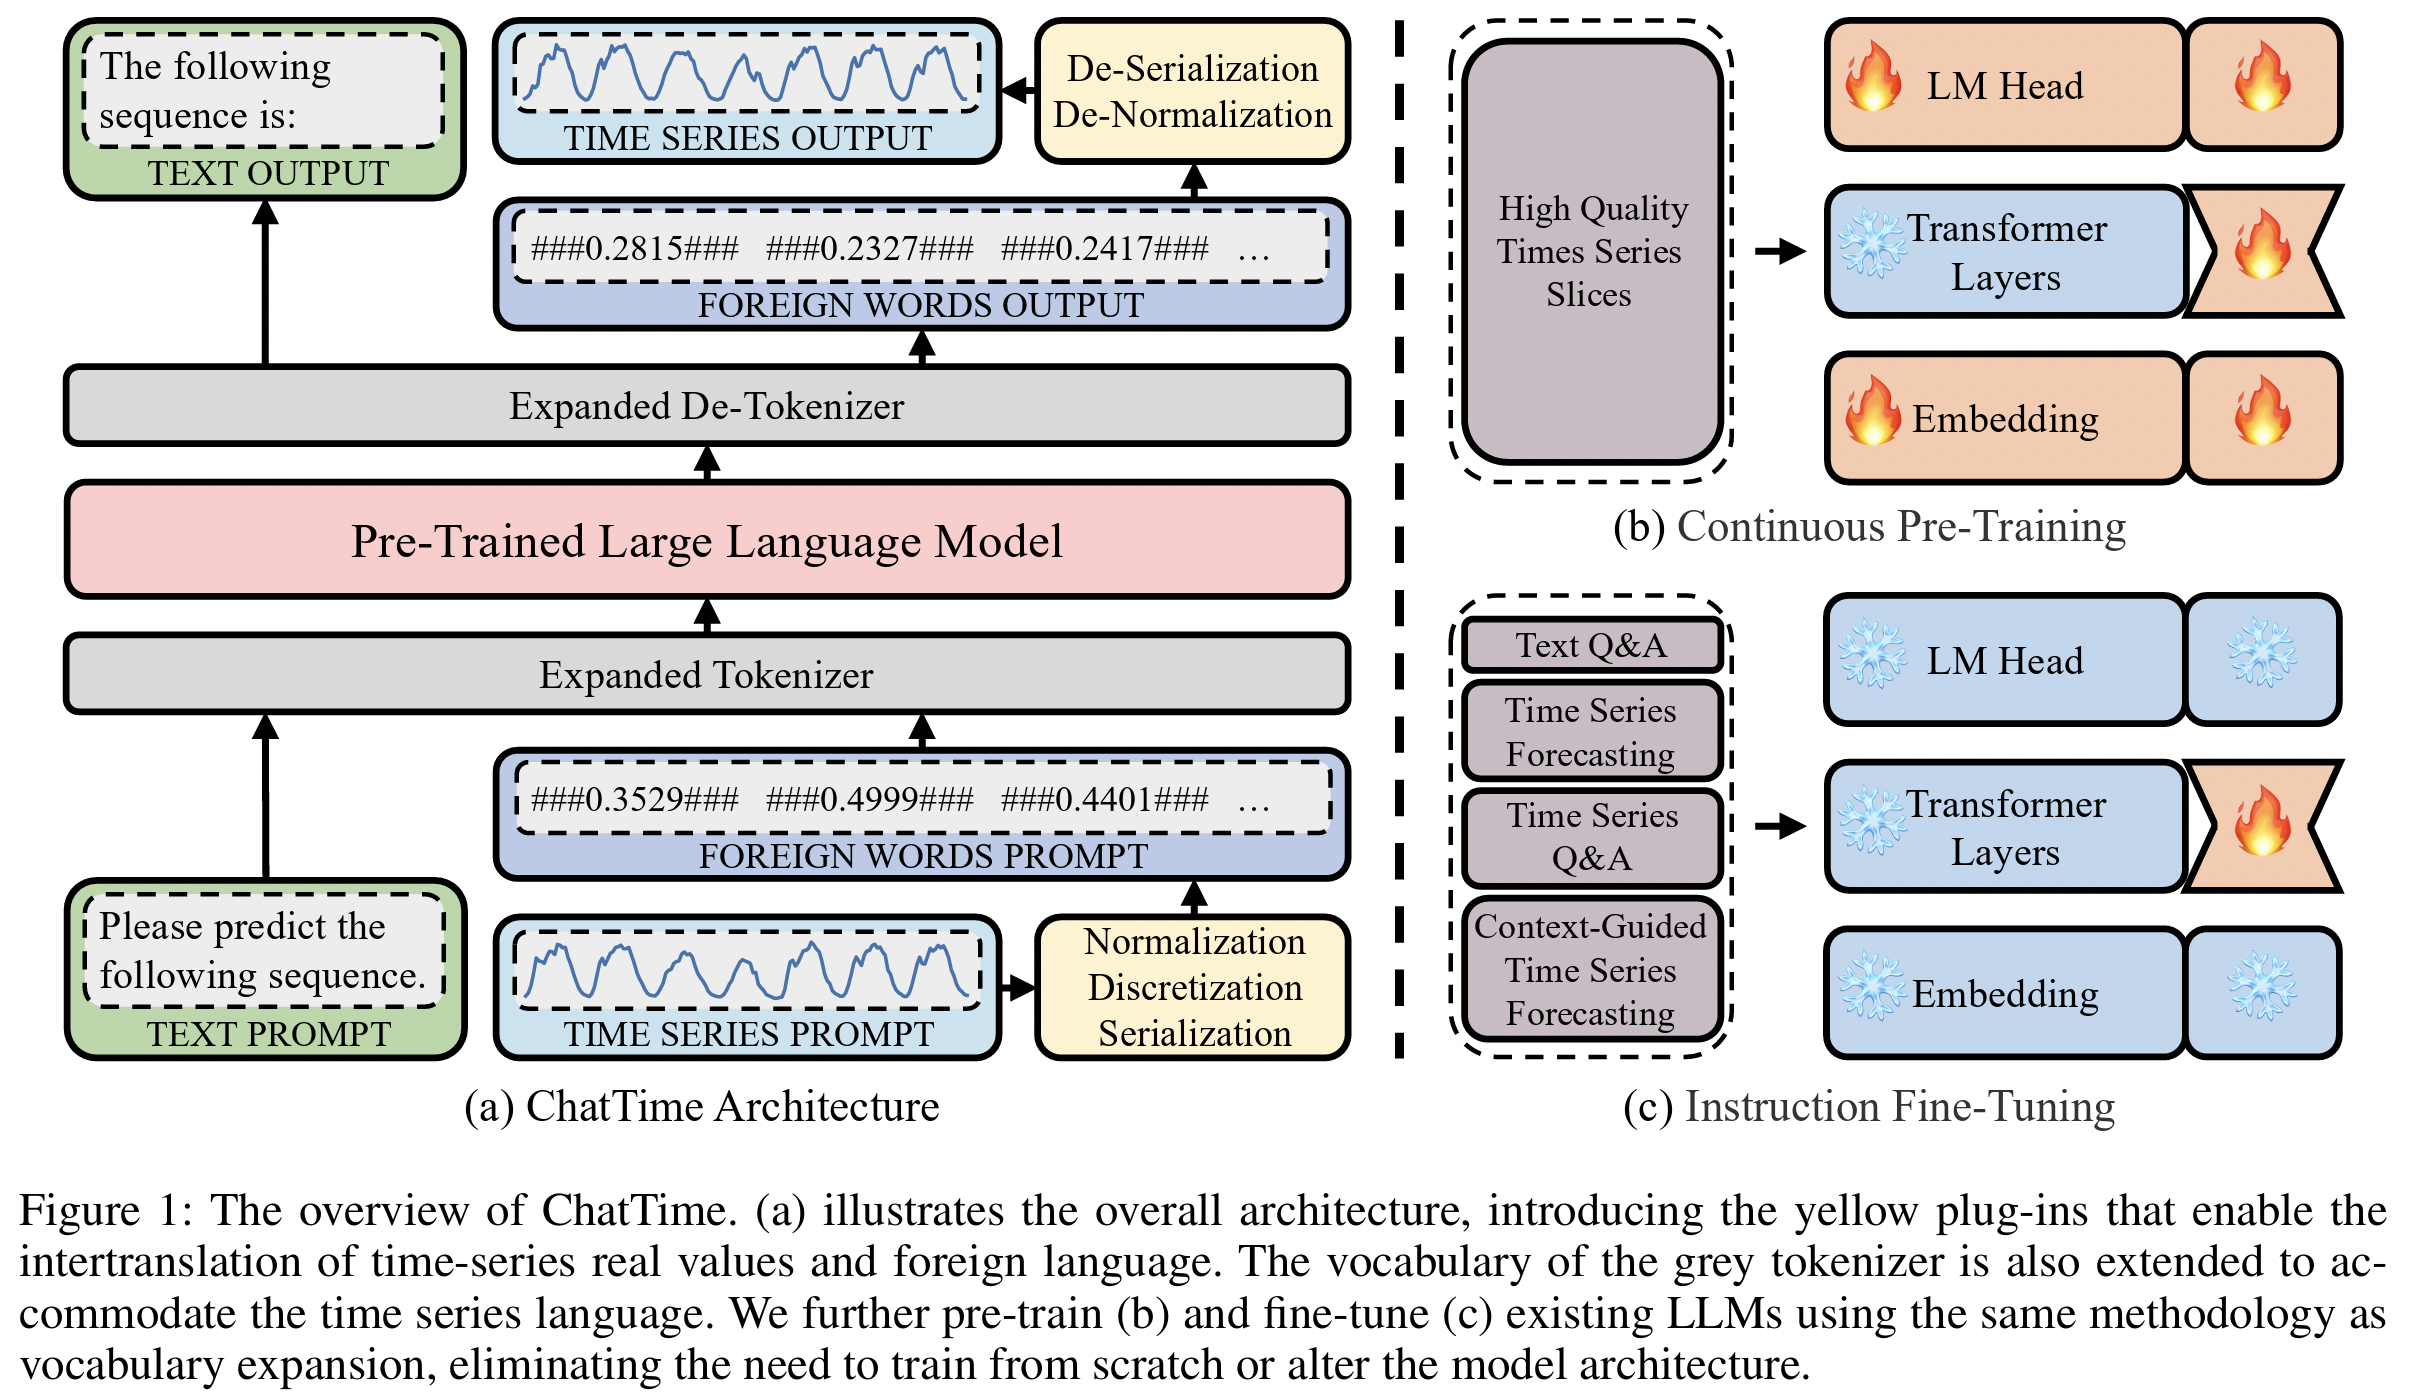 The following
sequence is:
TEXT OUTPUT
TIME SERIES OUTPUT
De-Serialization
De-Normalization
###0.2815### ###0.2327### ###0.2417### …
FOREIGN WORDS OUTPUT
Expanded De-Tokenizer
Pre-Trained Large Language Model
Expanded Tokenizer
###0.3529### ###0.4999### ###0.4401### …
FOREIGN WORDS PROMPT
Please predict the
following sequence.
TEXT PROMPT
TIME SERIES PROMPT
Normalization
Discretization
Serialization
(a) ChatTime Architecture
High Quality
Times Series
Slices
LM Head
Transformer
Layers
Embedding
(b) Continuous Pre-Training
Text Q&A
Time Series
Forecasting
Time Series
Q&A
Context-Guided
Time Series
Forecasting
LM Head
Transformer
Layers
Embedding
(c) Instruction Fine-Tuning
Figure 1: The overview of ChatTime. (a) illustrates the overall architecture, introducing the yellow plug-ins that enable the
intertranslation of time-series real values and foreign language. The vocabulary of the grey tokenizer is also extended to ac-
commodate the time series language. We further pre-train (b) and fine-tune (c) existing LLMs using the same methodology as
vocabulary expansion, eliminating the need to train from scratch or alter the model architecture.